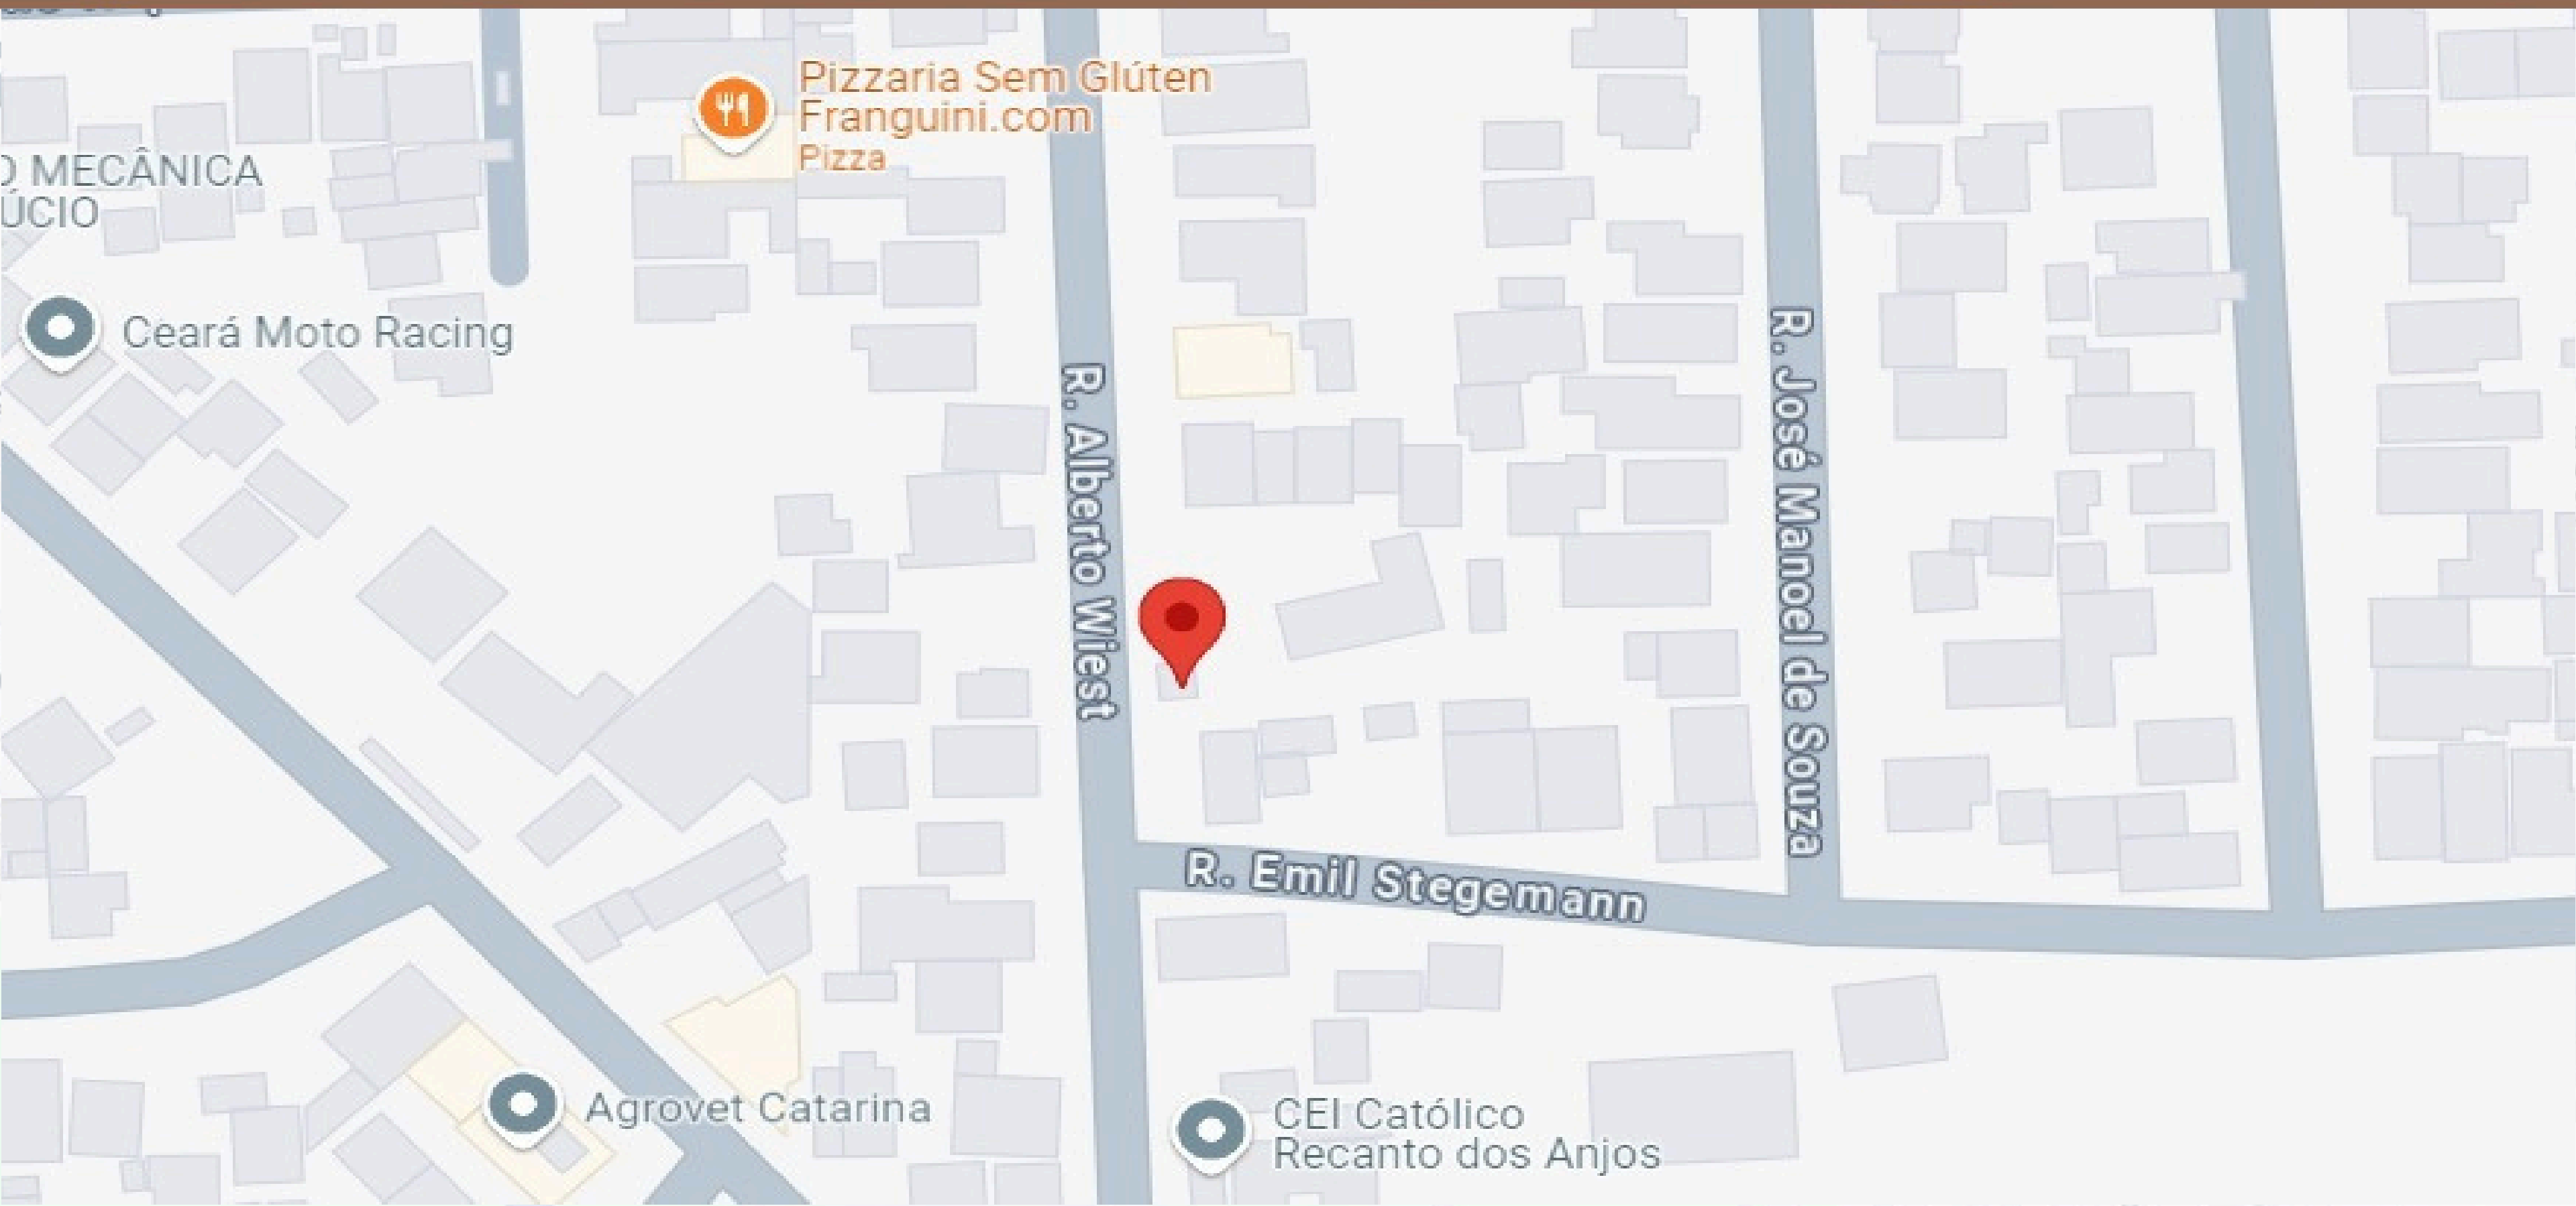 Pizzaria Sem Glúten
Franguini.com
Pizza
MECÂNICA
ÚCIO
Ceará Moto Racing
R. Alberto Wiest
R. José Manoel de Souza
R. Emil Stegemann
Agrovet Catarina
CEI Católico
Recanto dos Anjos